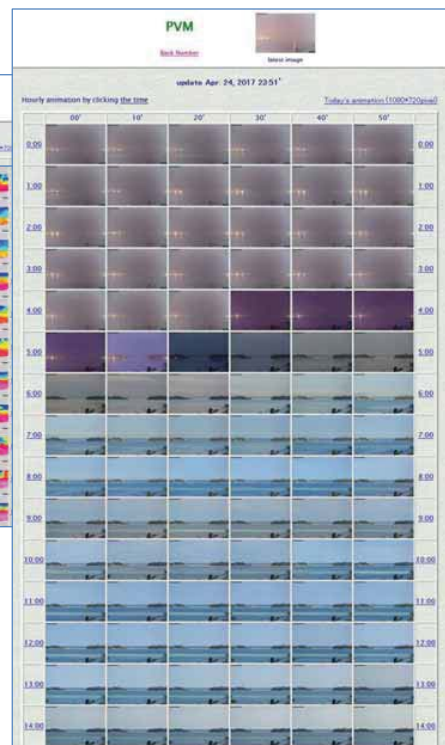 PVM
Back Number
latest image
update Apr. 24, 2017 23:51'
Hourly animation by clicking the time
Today's animation (1080*720pixel)
00' 10' 20' 30' 40' 50'
0:00 0:00
1:00 1:00
2:00 2:00
3:00 3:00
4:00 4:00
5:00 5:00
6:00 6:00
7:00 7:00
8:00 8:00
9:00 9:00
10:00 10:00
11:00 11:00
12:00 12:00
13:00 13:00
14:00 14:00